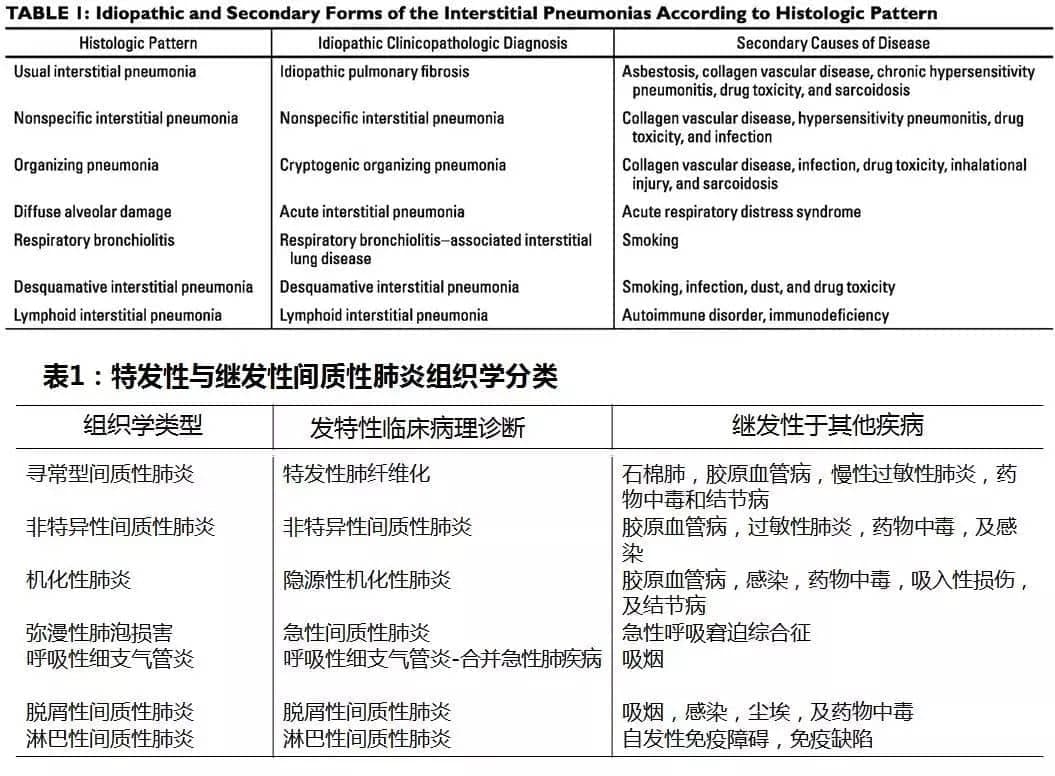 TABLE 1: Idiopathic and Secondary Forms of the Interstitial Pneumonias According to Histologic Pattern
Histologic Pattern Idiopathic Clinicopathologic Diagnosis Secondary Causes of Disease
Usual interstitial pneumonia Idiopathic pulmonary fibrosis Asbestosis, collagen vascular disease, chronic hypersensitivity
pneumonitis, drug toxicity, and sarcoidosis
Nonspecific interstitial pneumonia Nonspecific interstitial pneumonia Collagen vascular disease, hypersensitivity pneumonitis, drug
toxicity, and infection
Organizing pneumonia Cryptogenic organizing pneumonia Collagen vascular disease, infection, drug toxicity, inhalational
injury, and sarcoidosis
Diffuse alveolar damage Acute interstitial pneumonia Acute respiratory distress syndrome
Respiratory bronchiolitis Respiratory bronchiolitis–associated interstitial Smoking
lung disease
Desquamative interstitial pneumonia Desquamative interstitial pneumonia Smoking, infection, dust, and drug toxicity
Lymphoid interstitial pneumonia Lymphoid interstitial pneumonia Autoimmune disorder, immunodeficiency
表1：特发性与继发性间质性肺炎组织学分类
组织学类型 发特性临床病理诊断 继发性于其他疾病
寻常型间质性肺炎 特发性肺纤维化 石棉肺，胶原血管病，慢性过敏性肺炎，药
物中毒和结节病
非特异性间质性肺炎 非特异性间质性肺炎 胶原血管病，过敏性肺炎，药物中毒，及感
染
机化性肺炎 隐源性机化性肺炎 胶原血管病，感染，药物中毒，吸入性损伤，
及结节病
弥漫性肺泡损害 急性间质性肺炎 急性呼吸窘迫综合征
呼吸性细支气管炎 呼吸性细支气管炎-合并急性肺疾病 吸烟
脱屑性间质性肺炎 脱屑性间质性肺炎 吸烟，感染，尘埃，及药物中毒
淋巴性间质性肺炎 淋巴性间质性肺炎 自发性免疫障碍，免疫缺陷